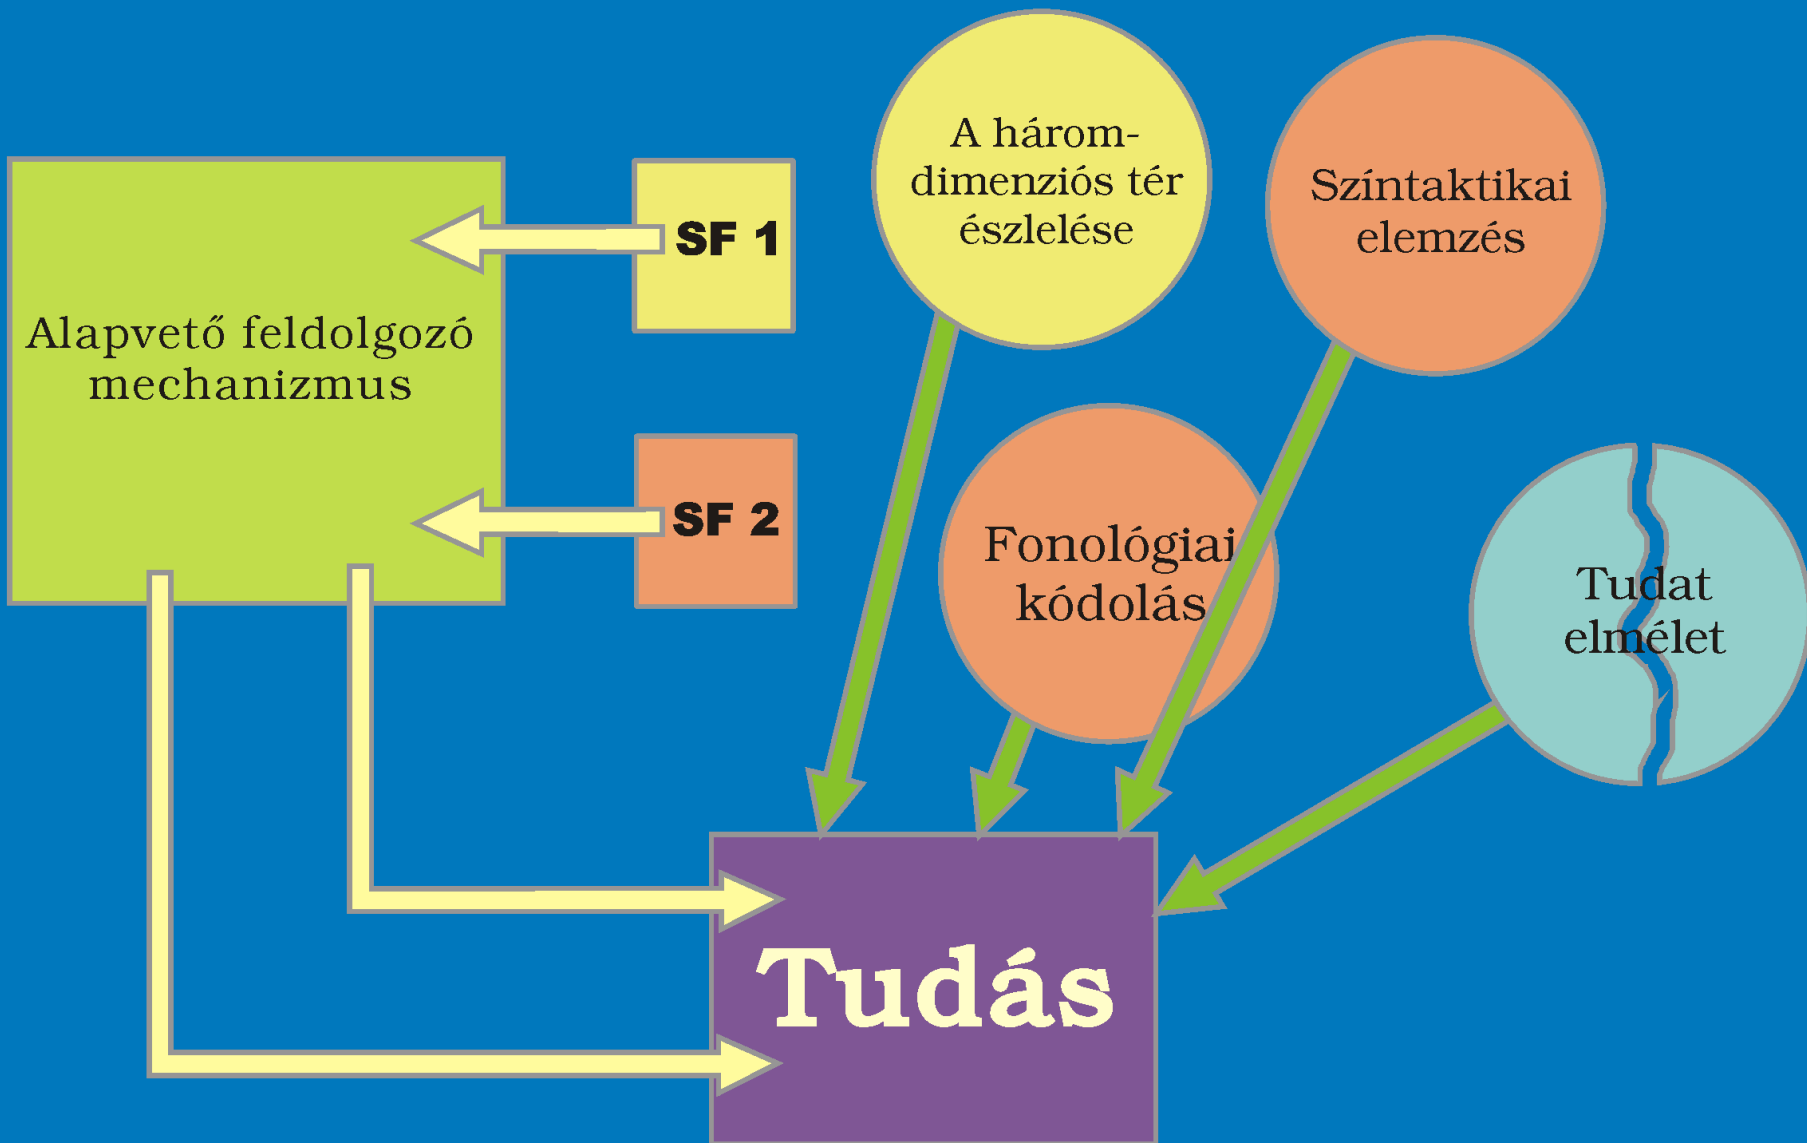 A három-
dimenziós tér
észlelése
Színtaktikai
elemzés
SF 1
Alapvető feldolgozó
mechanizmus
SF 2
Fonológiai
kódolás
Tudat
elmélet
Tudás